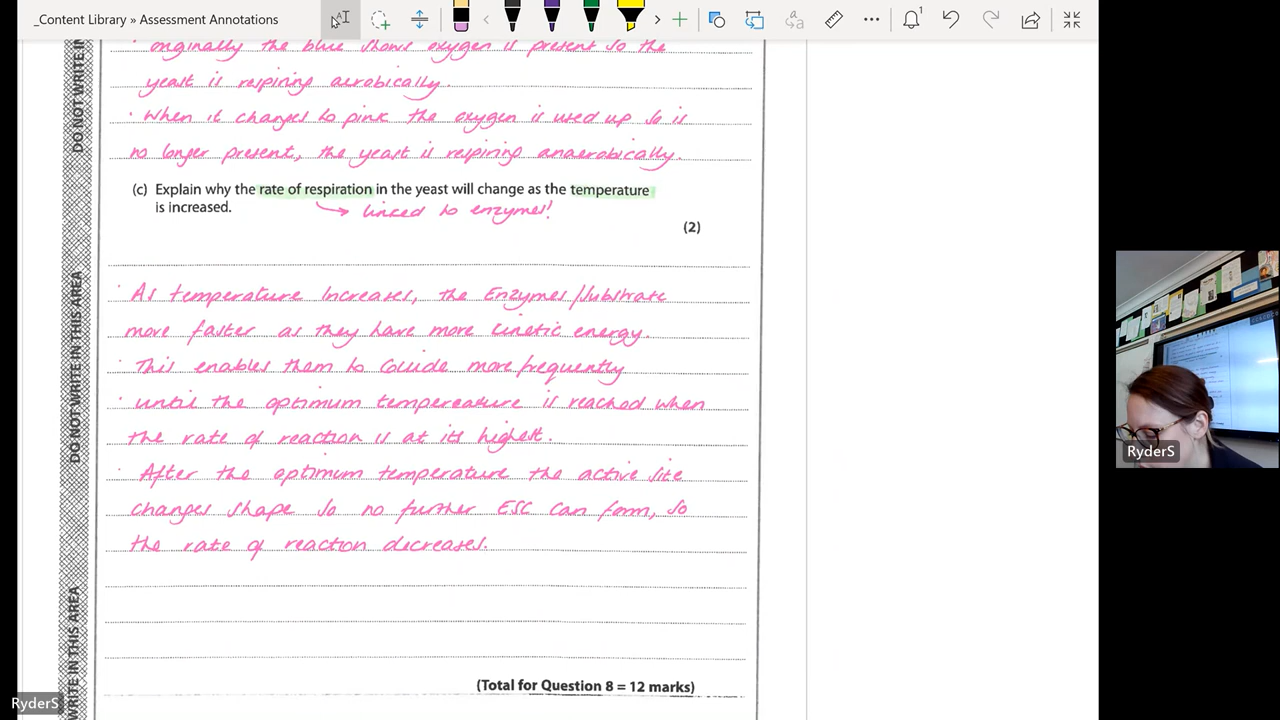 _Content Library » Assessment Annotations
· originally the blue shows oxygen is present so the
yeast is respiring aerobically.
· When it changes to pink the oxygen is used up so is
no longer present, the yeast is respiring anaerobically.
(c) Explain why the rate of respiration in the yeast will change as the temperature
is increased.
→ linked to enzymes!
(2)
· As temperature Increases, the Enzymes/substrate
move faster as they have more kinetic energy.
· This enables them to collide more frequently
· until the optimum tempereature is reached when
the rate of reaction is at its highest.
· After the optimum temperature the active site
changes shape so no further ESC can form, so
the rate of reaction decreases.
(Total for Question 8 = 12 marks)
DO NOT WRITE IN
DO NOT WRITE IN THIS AREA
WRITE IN THIS AREA
RyderS
RyderS